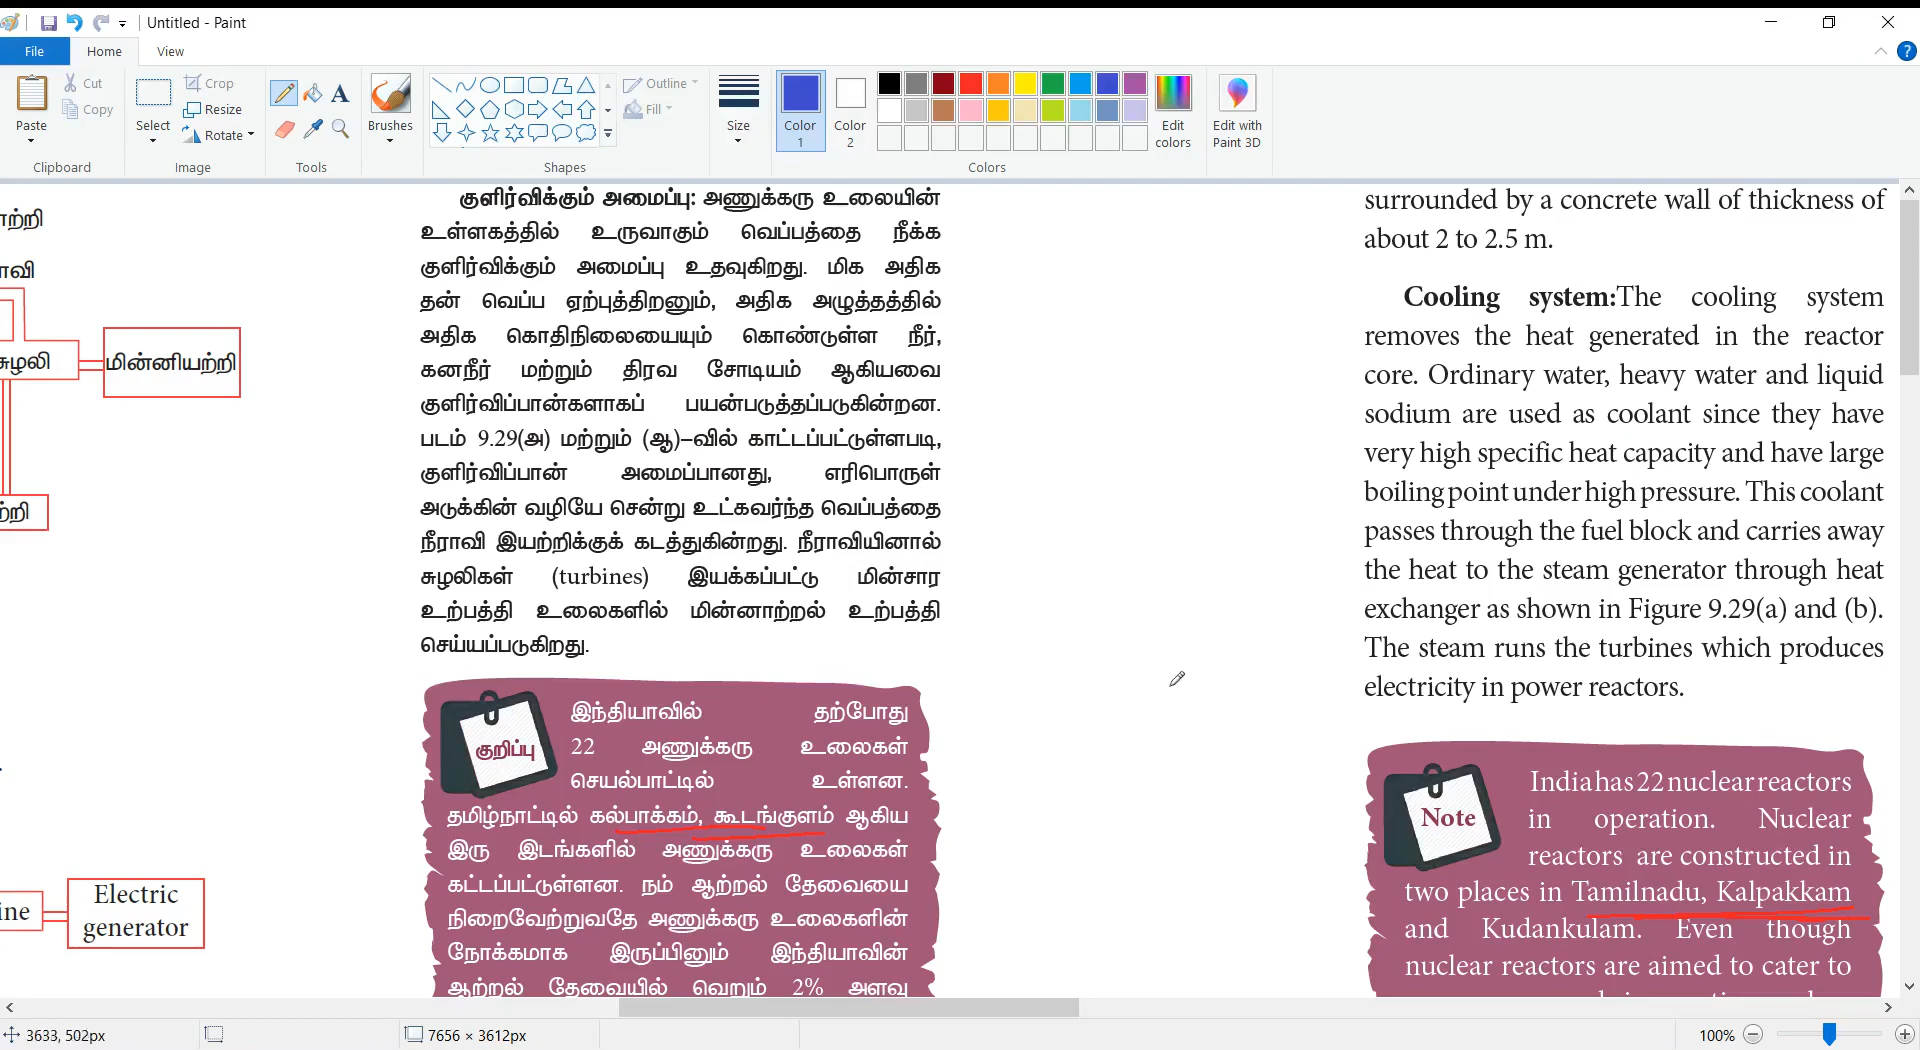 Untitled - Paint
File
Home
View
Paste
Cut
Copy
Clipboard
Select
Crop
Resize
Rotate
Image
Tools
Brushes
Shapes
Outline
Fill
Size
Color 1
Color 2
Colors
Edit colors
Edit with Paint 3D
சுழலி
மின்னியற்றி
Electric
generator
குளிர்விக்கும் அமைப்பு: அணுக்கரு உலையின்
உள்ளகத்தில் உருவாகும் வெப்பத்தை நீக்க
குளிர்விக்கும் அமைப்பு உதவுகிறது. மிக அதிக
தன் வெப்ப ஏற்புத்திறனும், அதிக அழுத்தத்தில்
அதிக கொதிநிலையையும் கொண்டுள்ள நீர்,
கனநீர் மற்றும் திரவ சோடியம் ஆகியவை
குளிர்விப்பான்களாகப் பயன்படுத்தப்படுகின்றன.
படம் 9.29(அ) மற்றும் (ஆ)–வில் காட்டப்பட்டுள்ளபடி,
குளிர்விப்பான் அமைப்பானது, எரிபொருள்
அடுக்கின் வழியே சென்று உட்கவர்ந்த வெப்பத்தை
நீராவி இயற்றிக்குக் கடத்துகின்றது. நீராவியினால்
சுழலிகள் (turbines) இயக்கப்பட்டு மின்சார
உற்பத்தி உலைகளில் மின்னாற்றல் உற்பத்தி
செய்யப்படுகிறது.
குறிப்பு
இந்தியாவில் தற்போது
22 அணுக்கரு உலைகள்
செயல்பாட்டில் உள்ளன.
தமிழ்நாட்டில் கல்பாக்கம், கூடங்குளம் ஆகிய
இரு இடங்களில் அணுக்கரு உலைகள்
கட்டப்பட்டுள்ளன. நம் ஆற்றல் தேவையை
நிறைவேற்றுவதே அணுக்கரு உலைகளின்
நோக்கமாக இருப்பினும் இந்தியாவின்
ஆற்றல் தேவையில் வெறும் 2% அளவு
surrounded by a concrete wall of thickness of
about 2 to 2.5 m.
Cooling system:The cooling system
removes the heat generated in the reactor
core. Ordinary water, heavy water and liquid
sodium are used as coolant since they have
very high specific heat capacity and have large
boiling point under high pressure. This coolant
passes through the fuel block and carries away
the heat to the steam generator through heat
exchanger as shown in Figure 9.29(a) and (b).
The steam runs the turbines which produces
electricity in power reactors.
Note
India has 22 nuclear reactors
in operation. Nuclear
reactors are constructed in
two places in Tamilnadu, Kalpakkam
and Kudankulam. Even though
nuclear reactors are aimed to cater to
3633, 502px
7656 × 3612px
100%